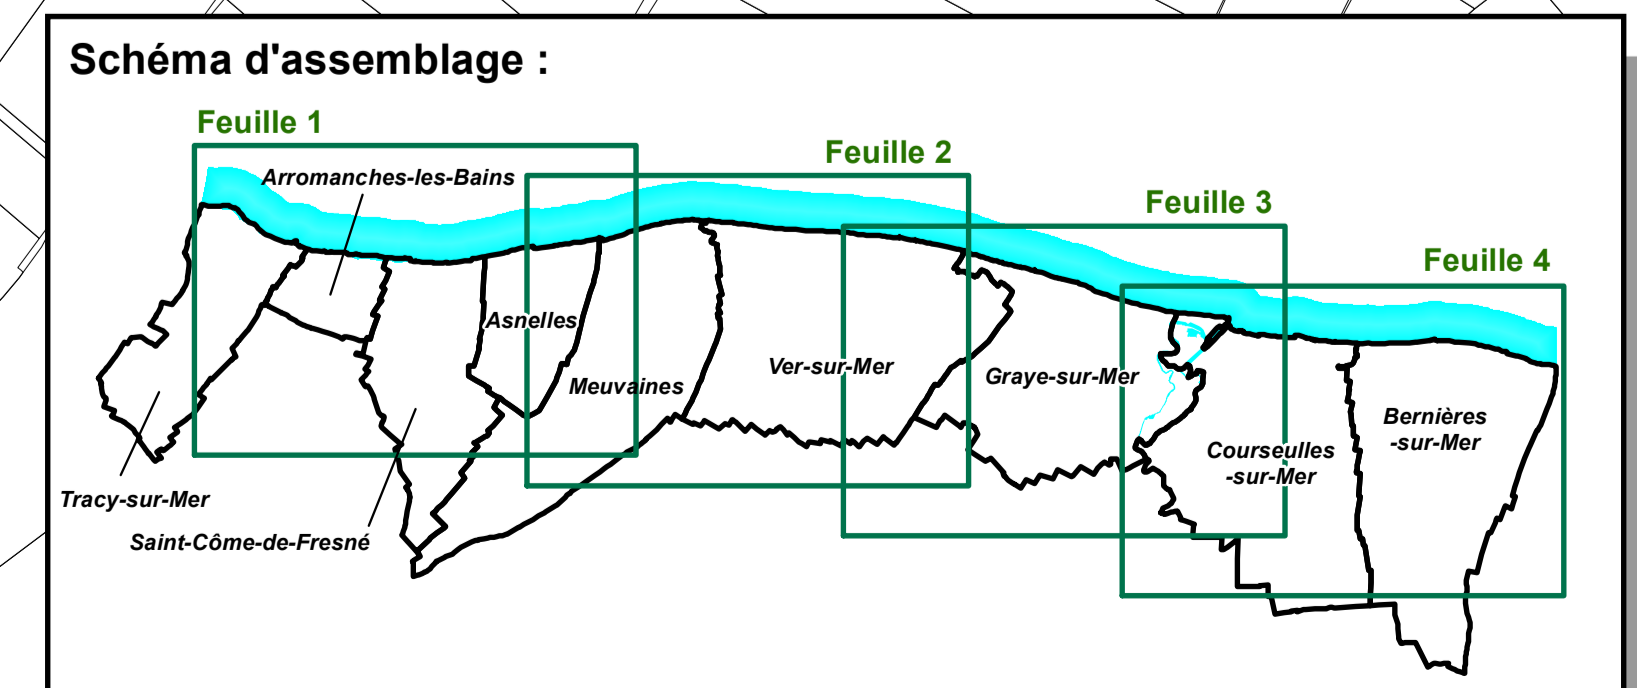 Schéma d'assemblage :
Feuille 1
Feuille 2
Arromanches-les-Bains
Feuille 3
Feuille 4
Asnelles
Ver-sur-Mer
Graye-sur-Mer
Meuvaines
Bernières
-sur-Mer
Courseulles
-sur-Mer
Tracy-sur-Mer
Saint-Côme-de-Fresné